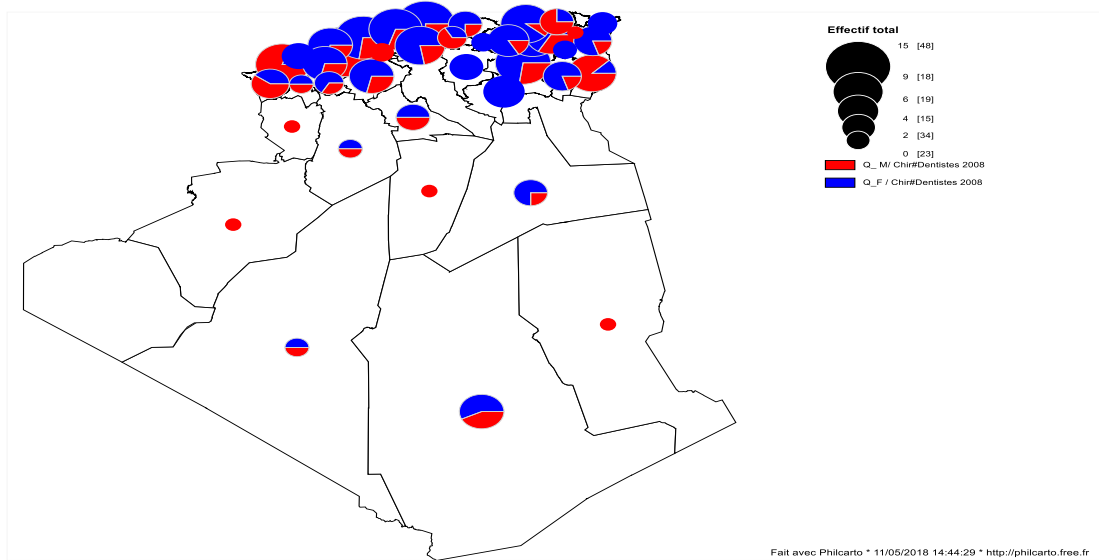 Effectif total
15 [48]
9 [18]
6 [19]
4 [15]
2 [34]
0 [23]
Q_ M/ Chir#Dentistes 2008
Q_F / Chir#Dentistes 2008
Fait avec Philcarto * 11/05/2018 14:44:29 * http://philcarto.free.fr